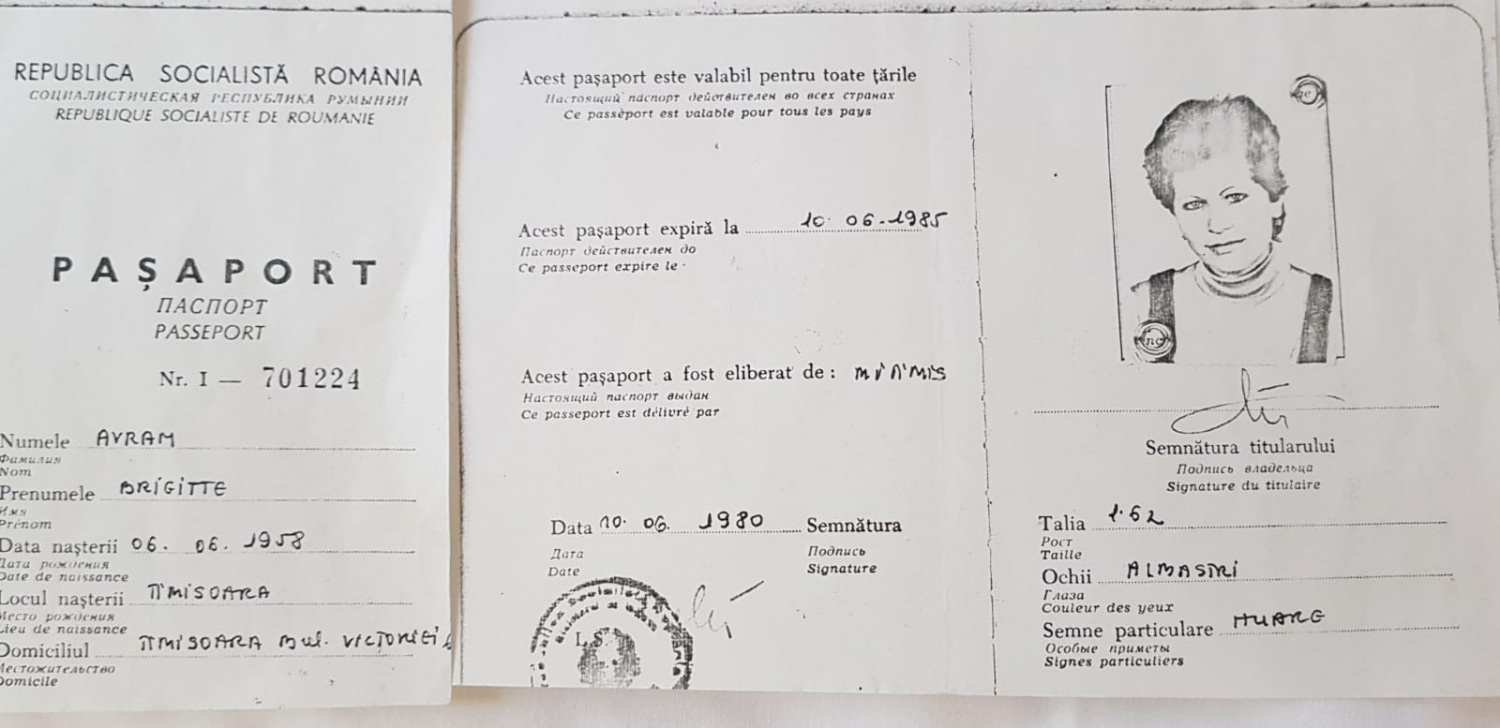 REPUBLICA SOCIALISTĂ ROMÂNIA
СОЦИАЛИСТИЧЕСКАЯ РЕСПУБЛИКА РУМЫНИИ
REPUBLIQUE SOCIALISTE DE ROUMANIE
PAȘAPORT
ПАСПОРТ
PASSEPORT
Nr. I — 701224
Numele AVRAM
Фамилия
Nom
Prenumele BRIGITTE
Имя
Prénom
Data nașterii 06. 06. 1958
Дата рождения
Date de naissance
Locul nașterii TIMISOARA
Место рождения
Lieu de naissance
Domiciliul TIMISOARA Bul. VICTORIEI
Местожительство
Domicile
Acest pașaport este valabil pentru toate țările
Настоящий паспорт действителен во всех странах
Ce passéport est valable pour tous les pays
Acest pașaport expiră la 10. 06.1985
Паспорт действителен до
Ce passeport expire le
Acest pașaport a fost eliberat de:
Настоящий паспорт выдан
Ce passeport est délivré par
Data 10. 06. 1980 Semnătura
Дата Подпись
Date Signature
L.S.
Semnătura titularului
Подпись владельца
Signature du titulaire
Talia 1.62
Рост
Taille
Ochii ALBASTRI
Глаза
Couleur des yeux
Semne particulare
Особые приметы
Signes particuliers